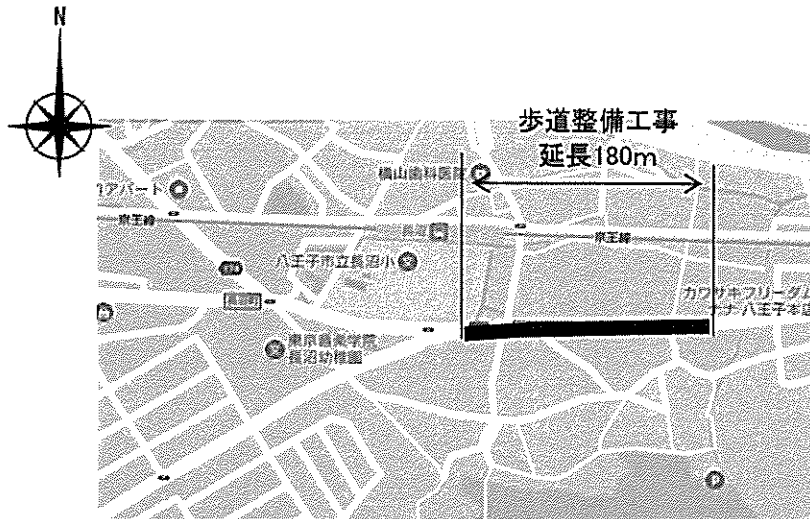 N
歩道整備工事
延長180m
横山歯科医院
アパート
京王線
長沼
京王線
八王子市立長沼小
長沼町
カワサキフリーダム
八王子本店
東京音楽学院
長沼幼稚園
P